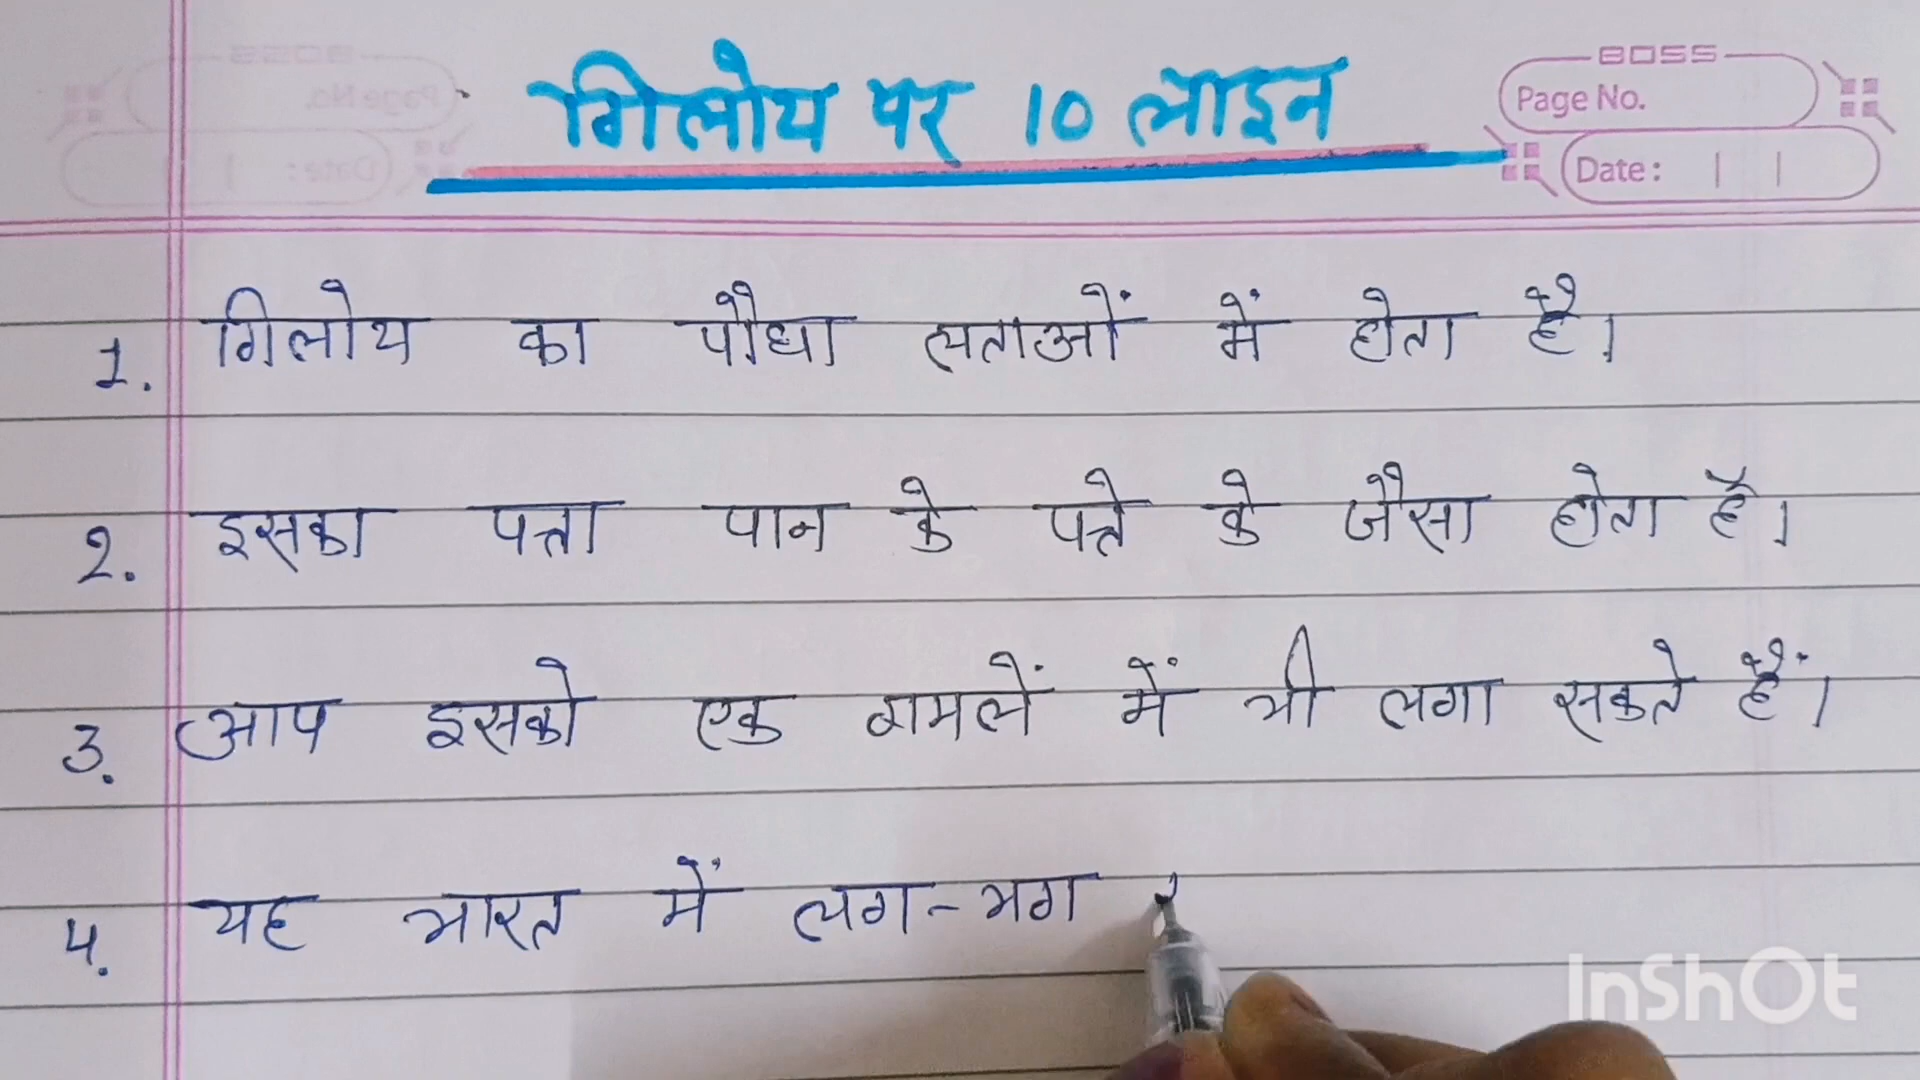 गिलोय पर 10 लाइन
BOSS
Page No.
Date:
1. गिलोय का पौधा लताओं में होता है।
2. इसका पत्ता पान के पत्ते के जैसा होता है।
3. आप इसको एक गमलें में भी लगा सकते हैं।
4. यह भारत में लग-भग
InShOt